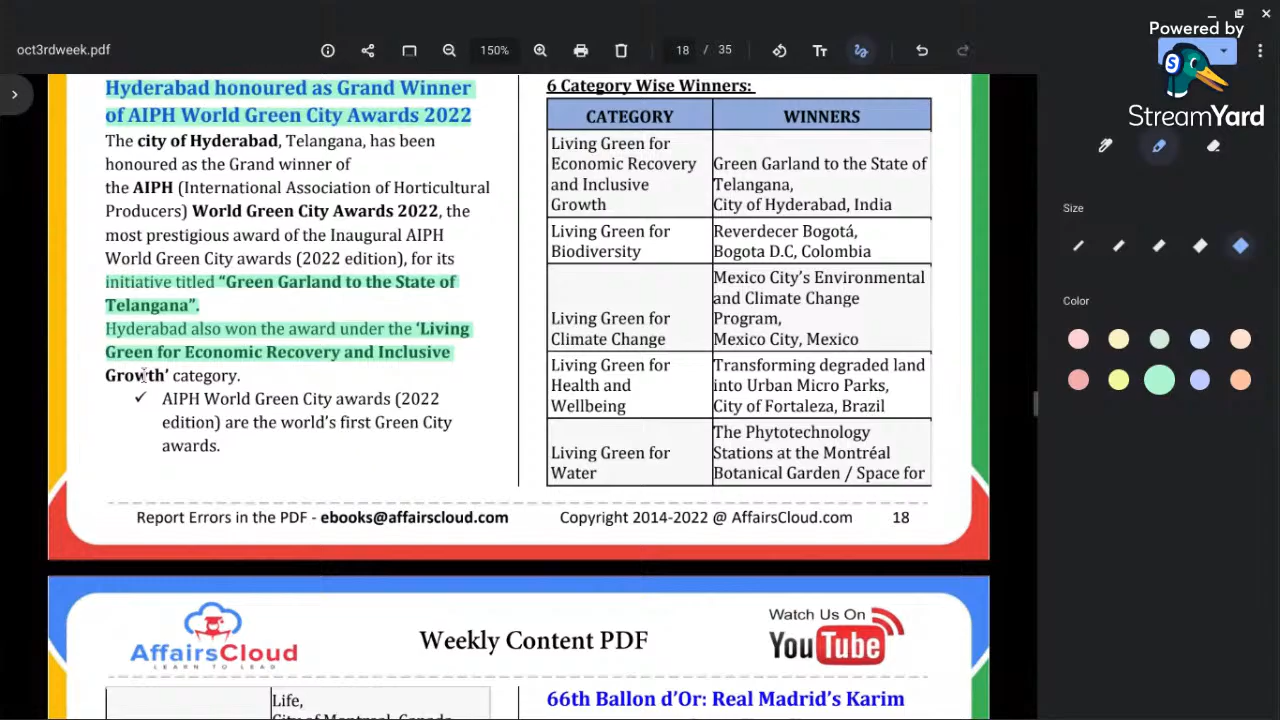 oct3rdweek.pdf
150%
18 / 35
Powered by
StreamYard
Hyderabad honoured as Grand Winner
of AIPH World Green City Awards 2022
The city of Hyderabad, Telangana, has been
honoured as the Grand winner of
the AIPH (International Association of Horticultural
Producers) World Green City Awards 2022, the
most prestigious award of the Inaugural AIPH
World Green City awards (2022 edition), for its
initiative titled “Green Garland to the State of
Telangana”.
Hyderabad also won the award under the ‘Living
Green for Economic Recovery and Inclusive
Growth’ category.
✓ AIPH World Green City awards (2022
edition) are the world’s first Green City
awards.
6 Category Wise Winners:
CATEGORY WINNERS
Living Green for
Economic Recovery
and Inclusive
Growth
Green Garland to the State of
Telangana,
City of Hyderabad, India
Living Green for
Biodiversity
Reverdecer Bogotá,
Bogota D.C, Colombia
Living Green for
Climate Change
Mexico City’s Environmental
and Climate Change
Program,
Mexico City, Mexico
Living Green for
Health and
Wellbeing
Transforming degraded land
into Urban Micro Parks,
City of Fortaleza, Brazil
Living Green for
Water
The Phytotechnology
Stations at the Montréal
Botanical Garden / Space for
Report Errors in the PDF - ebooks@affairscloud.com Copyright 2014-2022 @ AffairsCloud.com 18
AffairsCloud
LEARN TO LEAD
Weekly Content PDF
Watch Us On
YouTube
Life,
City of Montreal, Canada
66th Ballon d’Or: Real Madrid’s Karim
Size
Color